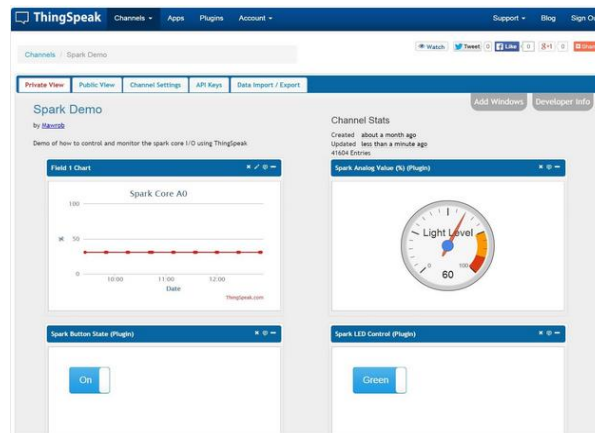 ThingSpeak Channels Apps Plugins Account Support Blog Sign Ou
Channels / Spark Demo
Watch Tweet 0 Like 0 g+1 0 Shar
Private View Public View Channel Settings API Keys Data Import / Export
Add Windows Developer Info
Spark Demo
by Mawrob
Demo of how to control and monitor the spark core I/O using ThingSpeak
Channel Stats
Created about a month ago
Updated less than a minute ago
41604 Entries
Field 1 Chart
Spark Core A0
100
%
50
0
10:00 11:00 12:00
Date
ThingSpeak.com
Spark Analog Value (%) (Plugin)
Light Level
0 100
60
Spark Button State (Plugin)
On
Spark LED Control (Plugin)
Green